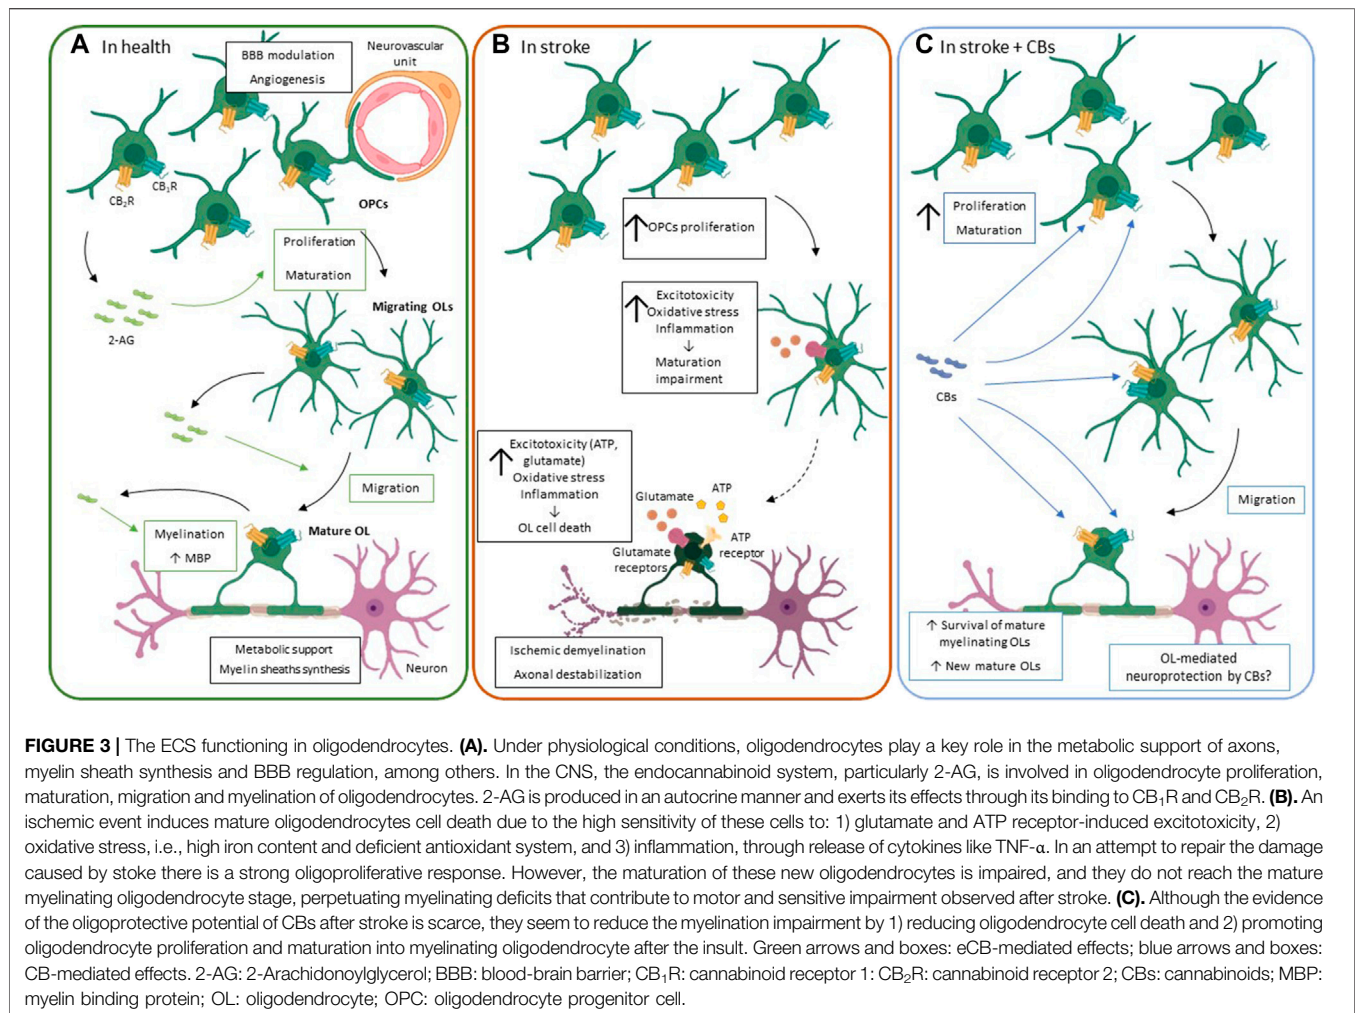 A In health
BBB modulation
Angiogenesis
Neurovascular
unit
CB1R
CB2R
OPCs
Proliferation
Maturation
2-AG
Migrating OLs
Migration
Myelination
↑ MBP
Mature OL
Metabolic support
Myelin sheaths synthesis
Neuron
B In stroke
↑ OPCs proliferation
↑ Excitotoxicity
Oxidative stress
Inflammation
↓
Maturation
impairment
↑ Excitotoxicity (ATP,
glutamate)
Oxidative stress
Inflammation
↓
OL cell death
Glutamate
ATP
Glutamate
receptors
ATP
receptor
Ischemic demyelination
Axonal destabilization
C In stroke + CBs
↑ Proliferation
Maturation
CBs
Migration
↑ Survival of mature
myelinating OLs
↑ New mature OLs
OL-mediated
neuroprotection by CBs?
FIGURE 3 | The ECS functioning in oligodendrocytes. (A). Under physiological conditions, oligodendrocytes play a key role in the metabolic support of axons,
myelin sheath synthesis and BBB regulation, among others. In the CNS, the endocannabinoid system, particularly 2-AG, is involved in oligodendrocyte proliferation,
maturation, migration and myelination of oligodendrocytes. 2-AG is produced in an autocrine manner and exerts its effects through its binding to CB1R and CB2R. (B). An
ischemic event induces mature oligodendrocytes cell death due to the high sensitivity of these cells to: 1) glutamate and ATP receptor-induced excitotoxicity, 2)
oxidative stress, i.e., high iron content and deficient antioxidant system, and 3) inflammation, through release of cytokines like TNF-α. In an attempt to repair the damage
caused by stoke there is a strong oligoproliferative response. However, the maturation of these new oligodendrocytes is impaired, and they do not reach the mature
myelinating oligodendrocyte stage, perpetuating myelinating deficits that contribute to motor and sensitive impairment observed after stroke. (C). Although the evidence
of the oligoprotective potential of CBs after stroke is scarce, they seem to reduce the myelination impairment by 1) reducing oligodendrocyte cell death and 2) promoting
oligodendrocyte proliferation and maturation into myelinating oligodendrocyte after the insult. Green arrows and boxes: eCB-mediated effects; blue arrows and boxes:
CB-mediated effects. 2-AG: 2-Arachidonoylglycerol; BBB: blood-brain barrier; CB1R: cannabinoid receptor 1: CB2R: cannabinoid receptor 2; CBs: cannabinoids; MBP:
myelin binding protein; OL: oligodendrocyte; OPC: oligodendrocyte progenitor cell.